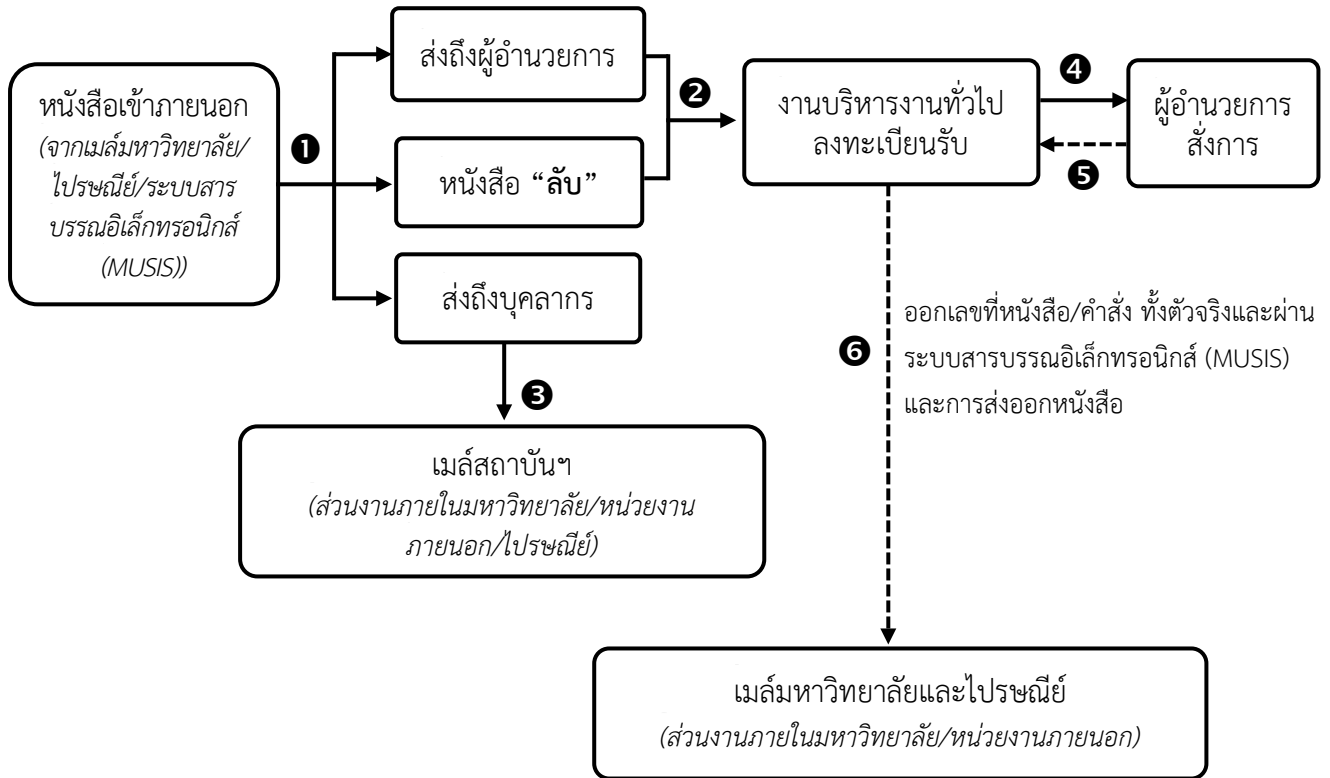 หนังสือเข้าภายนอก
(จากเมล์มหาวิทยาลัย/
ไปรษณีย์/ระบบสาร
บรรณอิเล็กทรอนิกส์
(MUSIS))
❶
ส่งถึงผู้อำนวยการ
หนังสือ “ลับ”
ส่งถึงบุคลากร
❷
งานบริหารงานทั่วไป
ลงทะเบียนรับ
❹
❺
ผู้อำนวยการ
สั่งการ
❸
เมล์สถาบันฯ
(ส่วนงานภายในมหาวิทยาลัย/หน่วยงาน
ภายนอก/ไปรษณีย์)
❻
ออกเลขที่หนังสือ/คำสั่ง ทั้งตัวจริงและผ่าน
ระบบสารบรรณอิเล็กทรอนิกส์ (MUSIS)
และการส่งออกหนังสือ
เมล์มหาวิทยาลัยและไปรษณีย์
(ส่วนงานภายในมหาวิทยาลัย/หน่วยงานภายนอก)